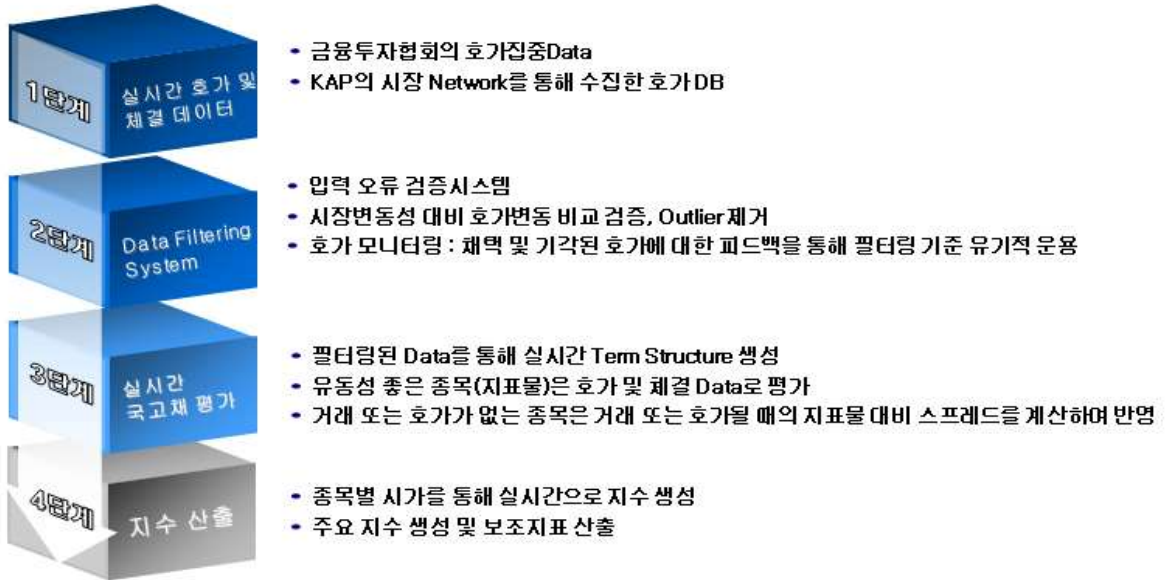 1단계
실시간 호가 및
체결 데이터
• 금융투자협회의 호가집중Data
• KAP의 시장 Network를 통해 수집한 호가 DB
2단계
Data Filtering
System
• 입력 오류 검증시스템
• 시장변동성 대비 호가변동 비교 검증, Outlier 제거
• 호가 모니터링 : 채택 및 기각된 호가에 대한 피드백을 통해 필터링 기준 유기적 운용
3단계
실시간
국고채 평가
• 필터링된 Data를 통해 실시간 Term Structure 생성
• 유동성 좋은 종목(지표물)은 호가 및 체결 Data로 평가
• 거래 또는 호가가 없는 종목은 거래 또는 호가될 때의 지표물 대비 스프레드를 계산하여 반영
4단계
지수 산출
• 종목별 시가를 통해 실시간으로 지수 생성
• 주요 지수 생성 및 보조지표 산출